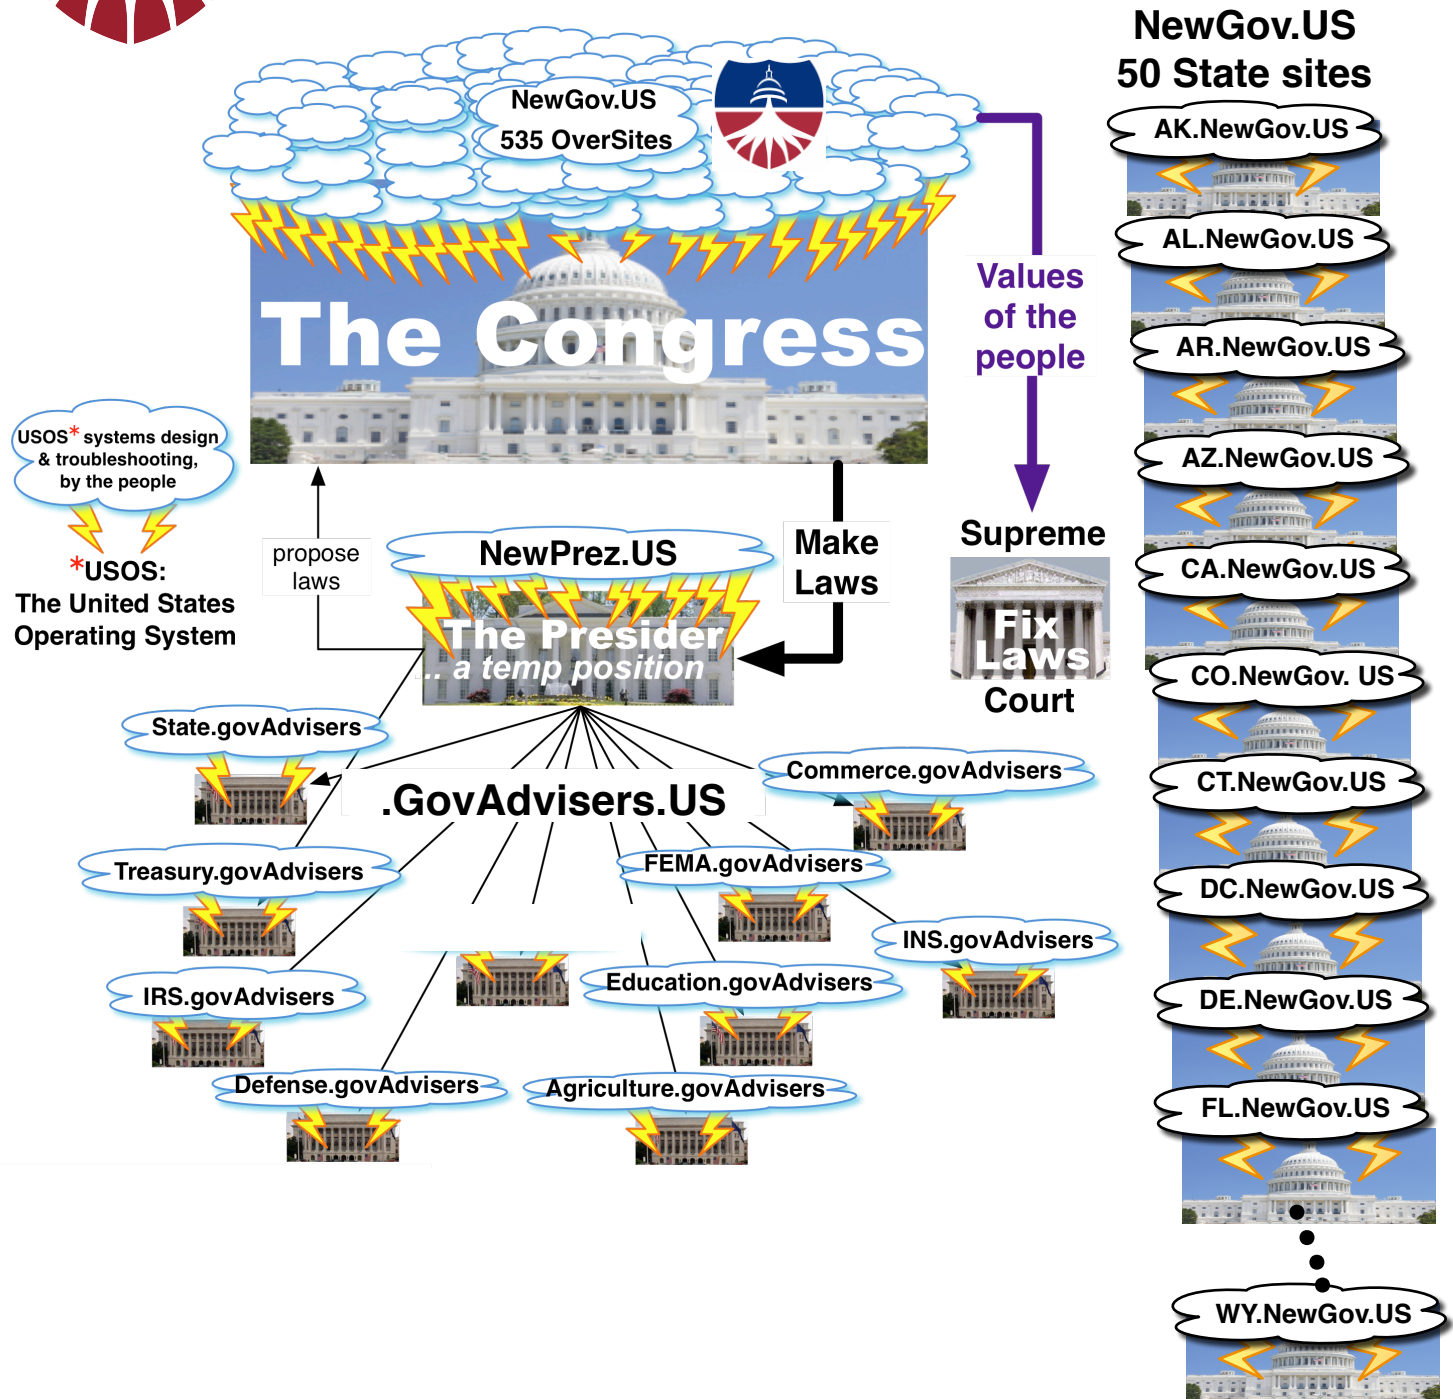 NewGov.US
535 OverSites
The Congress
Values
of the
people
USOS* systems design
& troubleshooting,
by the people
*USOS:
The United States
Operating System
propose
laws
NewPrez.US
Make
Laws
The Presider
.. a temp position
Supreme
Fix
Laws
Court
State.govAdvisers
.GovAdvisers.US
Commerce.govAdvisers
Treasury.govAdvisers
FEMA.govAdvisers
INS.govAdvisers
IRS.govAdvisers
Education.govAdvisers
Defense.govAdvisers
Agriculture.govAdvisers
NewGov.US
50 State sites
AK.NewGov.US
AL.NewGov.US
AR.NewGov.US
AZ.NewGov.US
CA.NewGov.US
CO.NewGov. US
CT.NewGov.US
DC.NewGov.US
DE.NewGov.US
FL.NewGov.US
WY.NewGov.US